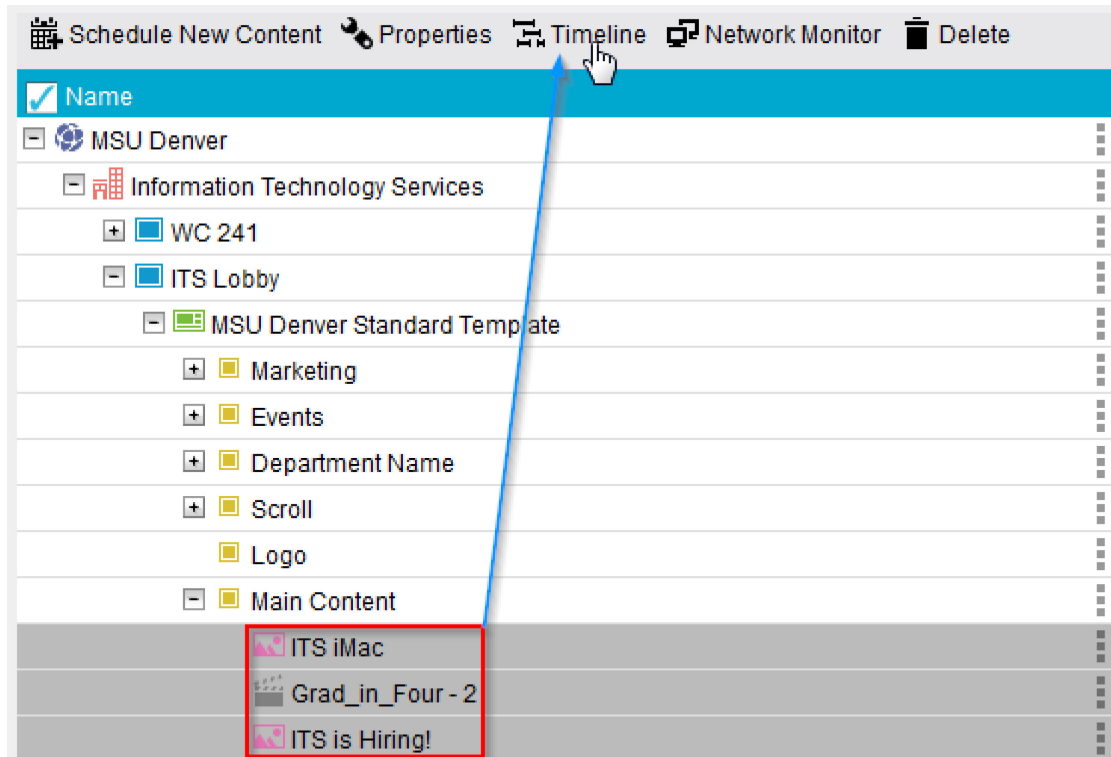 Schedule New Content Properties Timeline Network Monitor Delete
Name
MSU Denver
Information Technology Services
WC 241
ITS Lobby
MSU Denver Standard Template
Marketing
Events
Department Name
Scroll
Logo
Main Content
ITS iMac
Grad_in_Four - 2
ITS is Hiring!